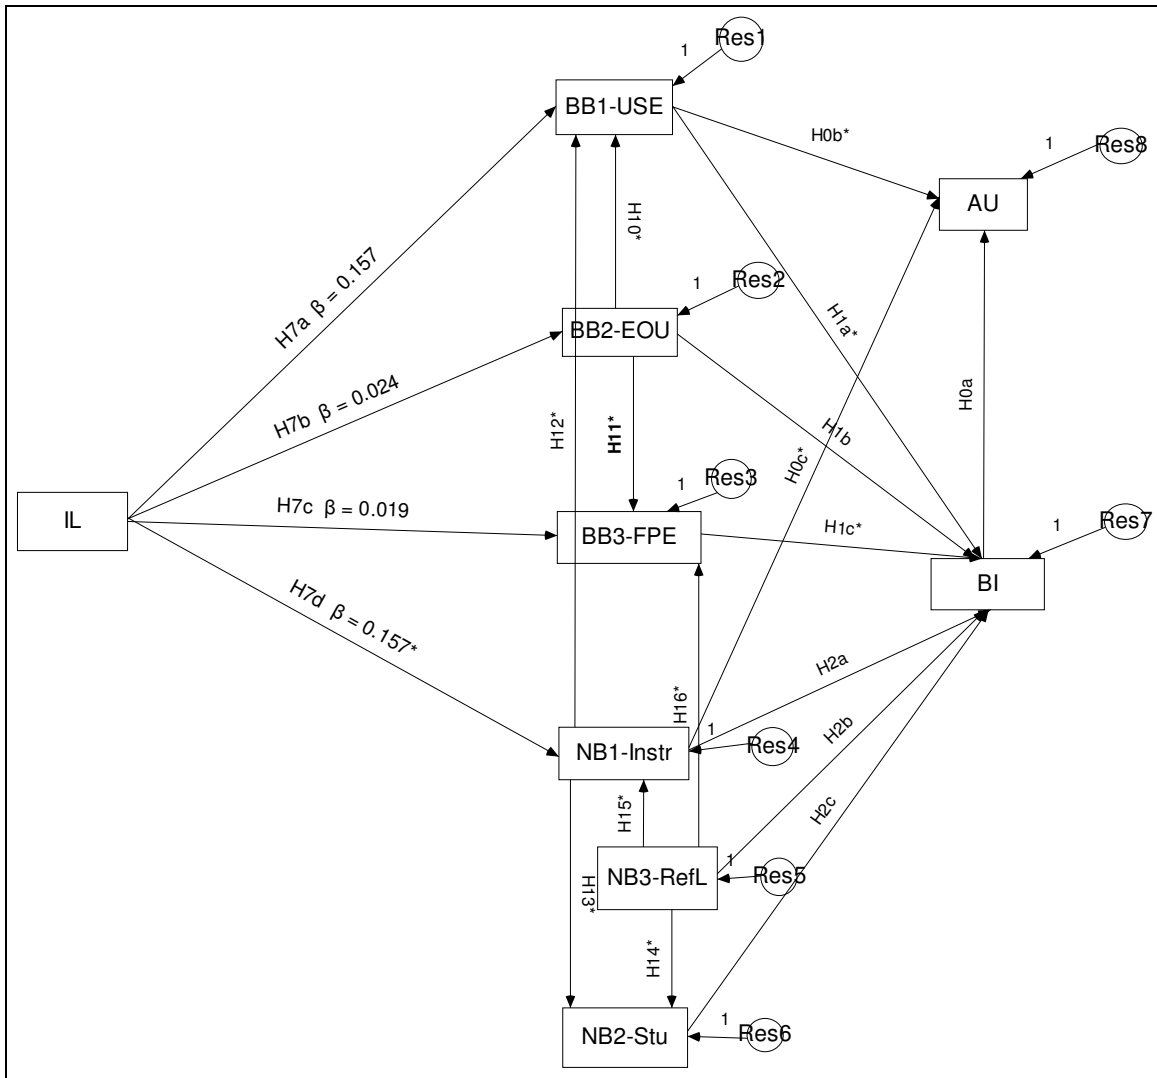 Res1
1
BB1-USE
H0b*
1
Res8
AU
H10*
H7a β = 0.157
1
Res2
BB2-EOU
H1a*
H7b β = 0.024
H12*
H11*
H1b
H0c*
H0a
1
Res3
IL
H7c β = 0.019
BB3-FPE
H1c*
1
Res7
BI
H7d β = 0.157*
H16*
H2a
1
NB1-Instr
Res4
H2b
H15*
H2c
1
NB3-RefL
Res5
H13*
H14*
1
NB2-Stu
Res6